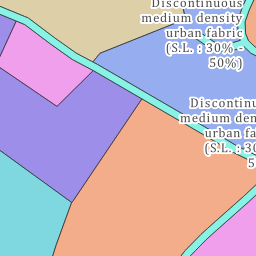 Discontinuous
medium density
urban fabric
(S.L. : 30% -
50%)
Discontinu
medium den
urban fa
(S.L. : 30
5